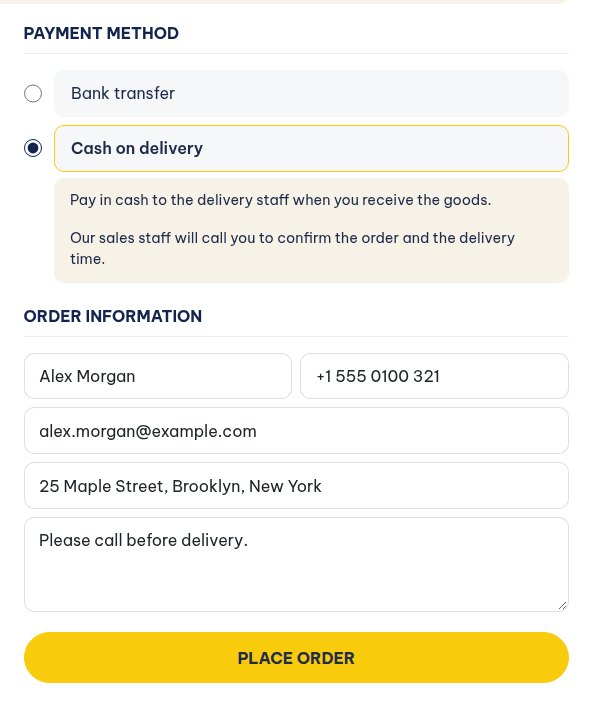 PAYMENT METHOD
Bank transfer
Cash on delivery
Pay in cash to the delivery staff when you receive the goods.
Our sales staff will call you to confirm the order and the delivery
time.
ORDER INFORMATION
Alex Morgan
+1 555 0100 321
alex.morgan@example.com
25 Maple Street, Brooklyn, New York
Please call before delivery.
PLACE ORDER